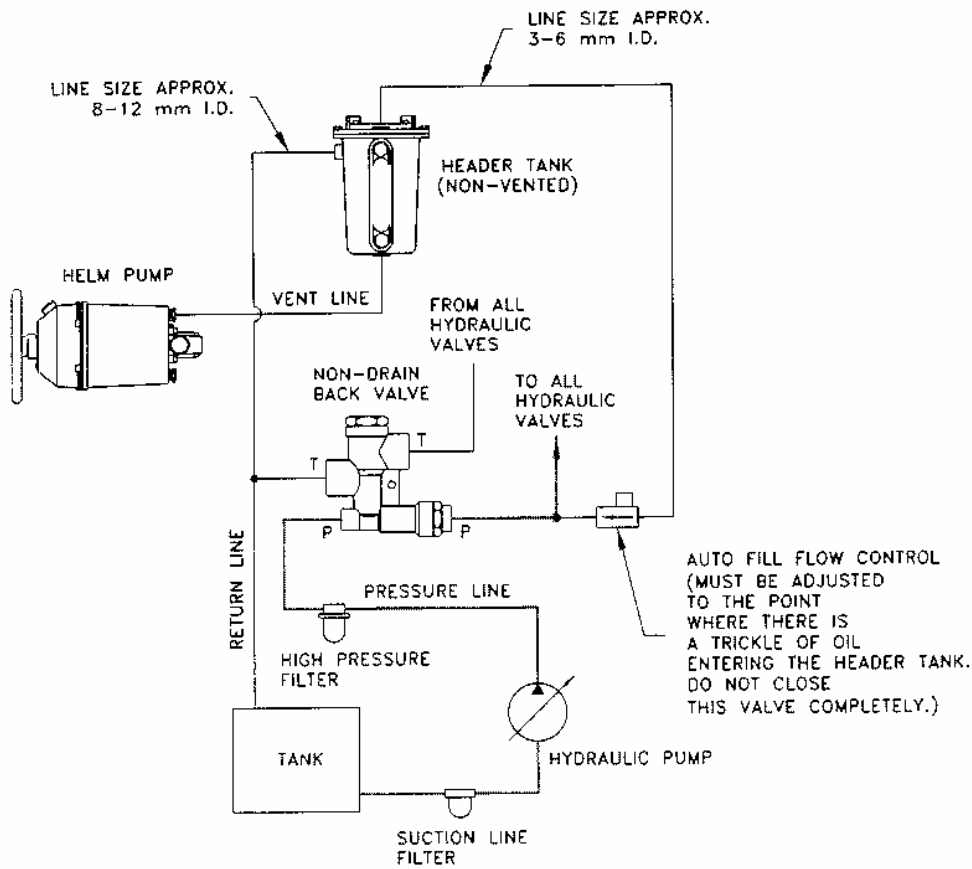 LINE SIZE APPROX.
3-6 mm I.D.
LINE SIZE APPROX.
8-12 mm I.D.
HEADER TANK
(NON-VENTED)
HELM PUMP
VENT LINE
FROM ALL
HYDRAULIC
VALVES
NON-DRAIN
BACK VALVE
TO ALL
HYDRAULIC
VALVES
T
T
P
P
AUTO FILL FLOW CONTROL
(MUST BE ADJUSTED
TO THE POINT
WHERE THERE IS
A TRICKLE OF OIL
ENTERING THE HEADER TANK.
DO NOT CLOSE
THIS VALVE COMPLETELY.)
RETURN LINE
PRESSURE LINE
HIGH PRESSURE
FILTER
TANK
HYDRAULIC PUMP
SUCTION LINE
FILTER